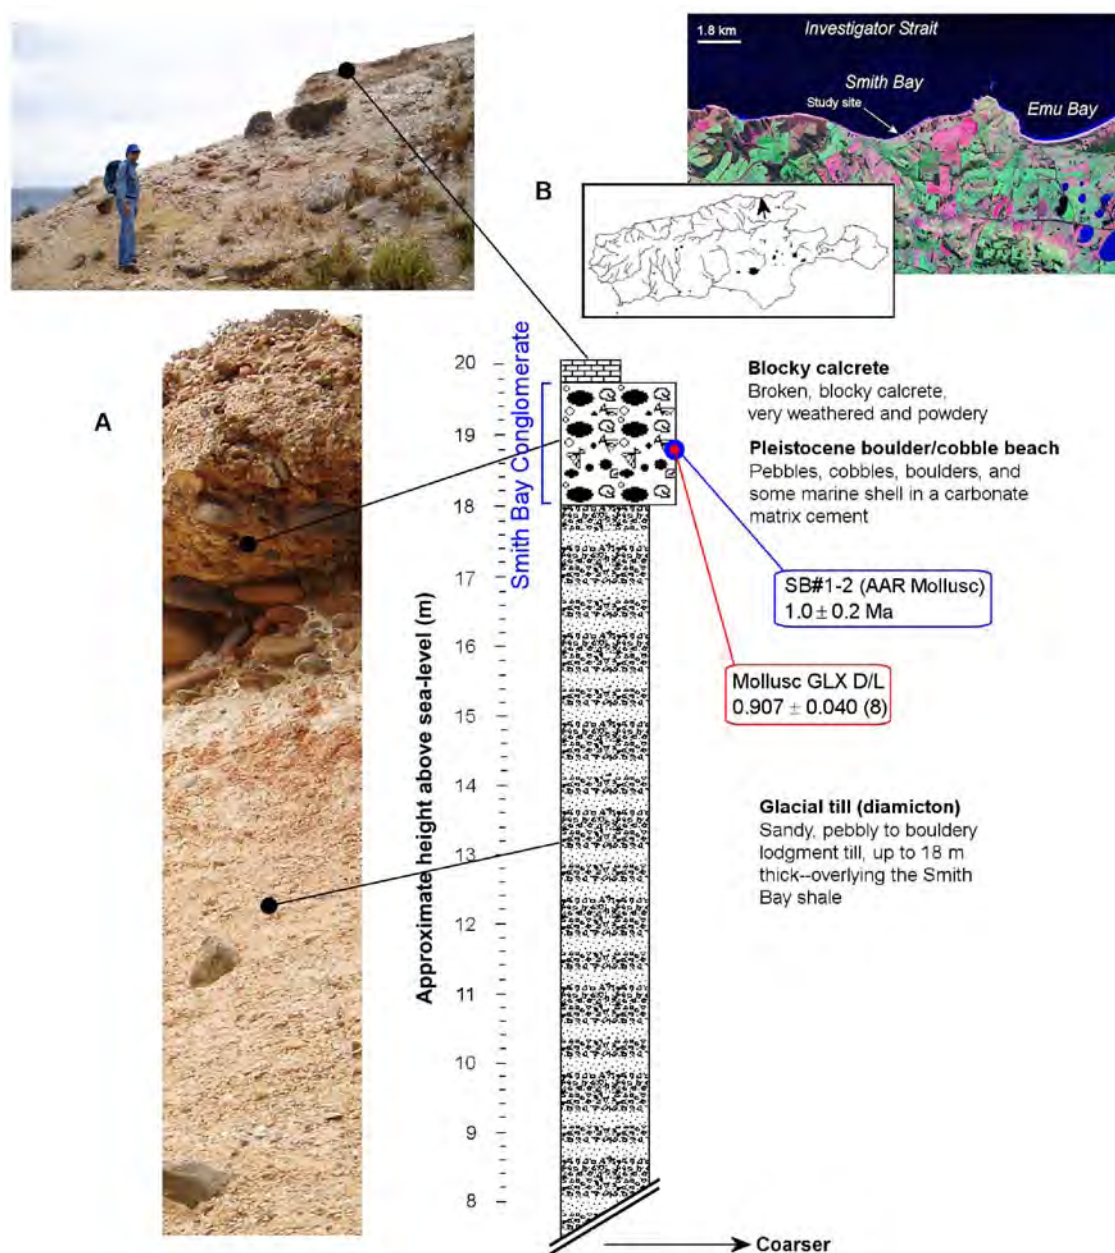 1.8 km
Investigator Strait
Smith Bay
Study site
Emu Bay
B
A
Smith Bay Conglomerate
Approximate height above sea-level (m)
20
19
18
17
16
15
14
13
12
11
10
9
8
Blocky calcrete
Broken, blocky calcrete,
very weathered and powdery
Pleistocene boulder/cobble beach
Pebbles, cobbles, boulders, and
some marine shell in a carbonate
matrix cement
SB#1-2 (AAR Mollusc)
1.0 ± 0.2 Ma
Mollusc GLX D/L
0.907 ± 0.040 (8)
Glacial till (diamicton)
Sandy, pebbly to bouldery
lodgment till, up to 18 m
thick--overlying the Smith
Bay shale
Coarser